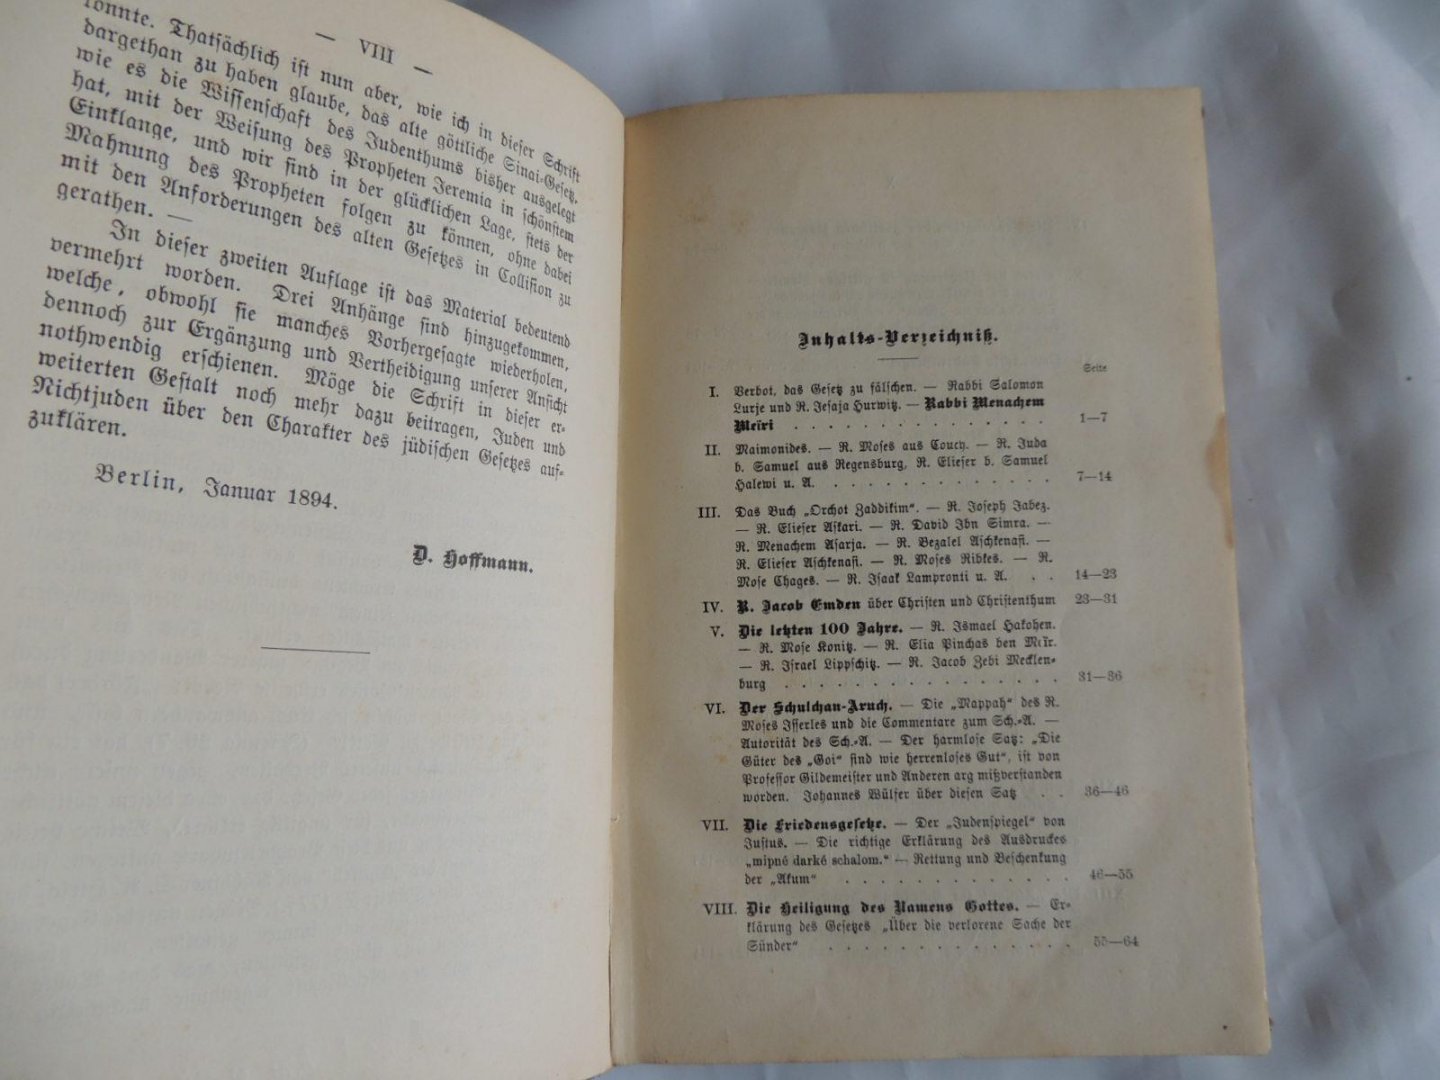 — VIII —
könnte. Thatsächlich ist nun aber, wie ich in dieser Schrift
dargethan zu haben glaube, das alte göttliche Sinai-Gesetz,
wie es die Wissenschaft des Judenthums bisher ausgelegt
hat, mit der Weisung des Propheten Jeremia in schönstem
Einklange, und wir sind in der glücklichen Lage, stets der
Mahnung des Propheten folgen zu können, ohne dabei
mit den Anforderungen des alten Gesetzes in Collision zu
gerathen. —
In dieser zweiten Auflage ist das Material bedeutend
vermehrt worden. Drei Anhänge sind hinzugekommen,
welche, obwohl sie manches Vorhergesagte wiederholen,
dennoch zur Ergänzung und Vertheidigung unserer Ansicht
nothwendig erschienen. Möge die Schrift in dieser er-
weiterten Gestalt noch mehr dazu beitragen, Juden und
Nichtjuden über den Charakter des jüdischen Gesetzes auf-
zuklären.
Berlin, Januar 1894.
D. Hoffmann.
Inhalts-Verzeichniß.
Seite
I. Verbot, das Gesetz zu fälschen. — Rabbi Salomon
Lurje und R. Jesaja Hurwitz. — Rabbi Menachem
Meïri . . . . . . . . . . . . . . 1—7
II. Maimonides. — R. Moses aus Coucy. — R. Juda
b. Samuel aus Regensburg, R. Elieser b. Samuel
Halewi u. A. . . . . . . . . . . . . 7—14
III. Das Buch „Orchot Zaddikim“. — R. Joseph Jabez.
— R. Elieser Askari. — R. David Ibn Simra. —
R. Menachem Asarja. — R. Bezalel Aschkenasi. —
— R. Elieser Aschkenasi. — R. Moses Ribkes. — R.
Mose Chages. — R. Isaak Lampronti u. A. . . 14—23
IV. R. Jacob Emden über Christen und Christenthum 23—31
V. Die letzten 100 Jahre. — R. Ismael Hakohen.
— R. Mose Konitz. — R. Elia Pinchas ben Meïr.
— R. Israel Lippschitz. — R. Jacob Zebi Mecklen-
burg . . . . . . . . . . . . . . 31—36
VI. Der Schulchan-Aruch. — Die „Mappah“ des R.
Moses Isserles und die Commentare zum Sch.-A. —
Autorität des Sch.-A. — Der harmlose Satz: „Die
Güter des „Goi“ sind wie herrenloses Gut“, ist von
Professor Gildemeister und Anderen arg mißverstanden
worden. Johannes Wülfer über diesen Satz . . 36—46
VII. Die Friedensgesetze. — Der „Judenspiegel“ von
Justus. — Die richtige Erklärung des Ausdruckes
„mipné darké schalom.“ — Rettung und Beschenkung
der „Akum“ . . . . . . . . . . . 46—55
VIII. Die Heiligung des Namens Gottes. — Er-
klärung des Gesetzes „Über die verlorene Sache der
Sünder“ . . . . . . . . . . . . 55—64